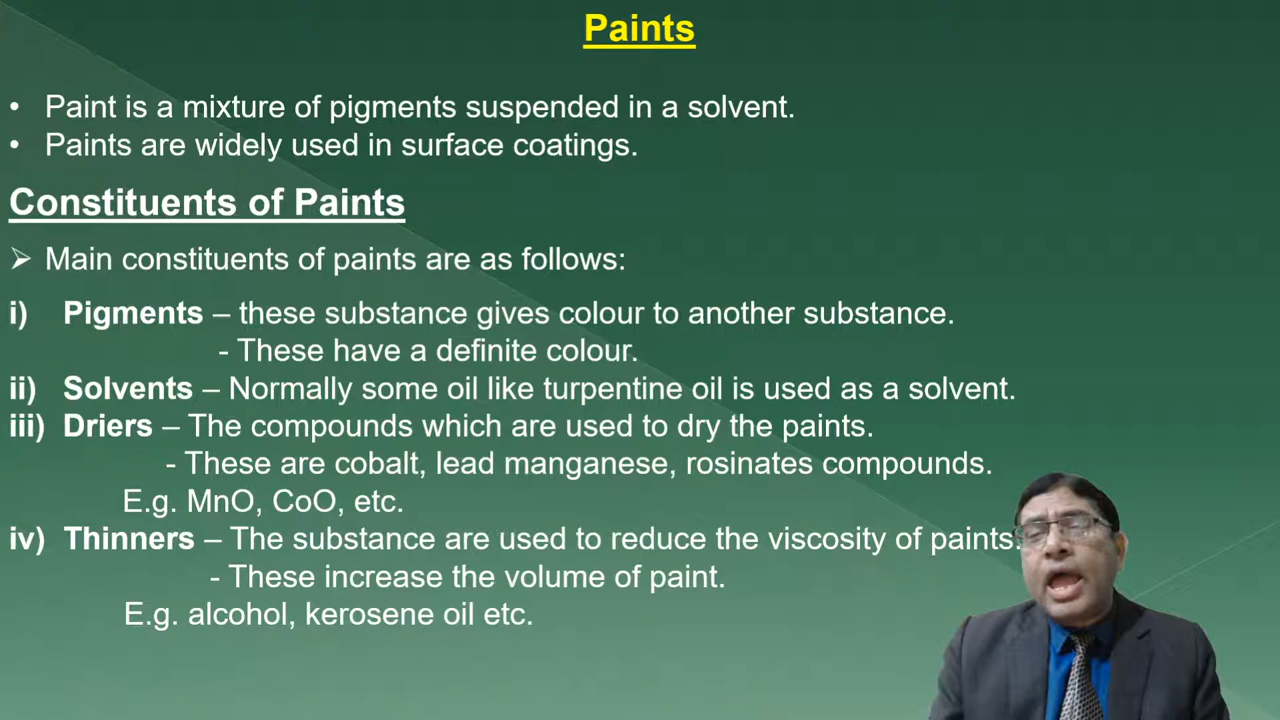 Paints
• Paint is a mixture of pigments suspended in a solvent.
• Paints are widely used in surface coatings.
Constituents of Paints
➢ Main constituents of paints are as follows:
i) Pigments – these substance gives colour to another substance.
- These have a definite colour.
ii) Solvents – Normally some oil like turpentine oil is used as a solvent.
iii) Driers – The compounds which are used to dry the paints.
- These are cobalt, lead manganese, rosinates compounds.
E.g. MnO, CoO, etc.
iv) Thinners – The substance are used to reduce the viscosity of paints.
- These increase the volume of paint.
E.g. alcohol, kerosene oil etc.